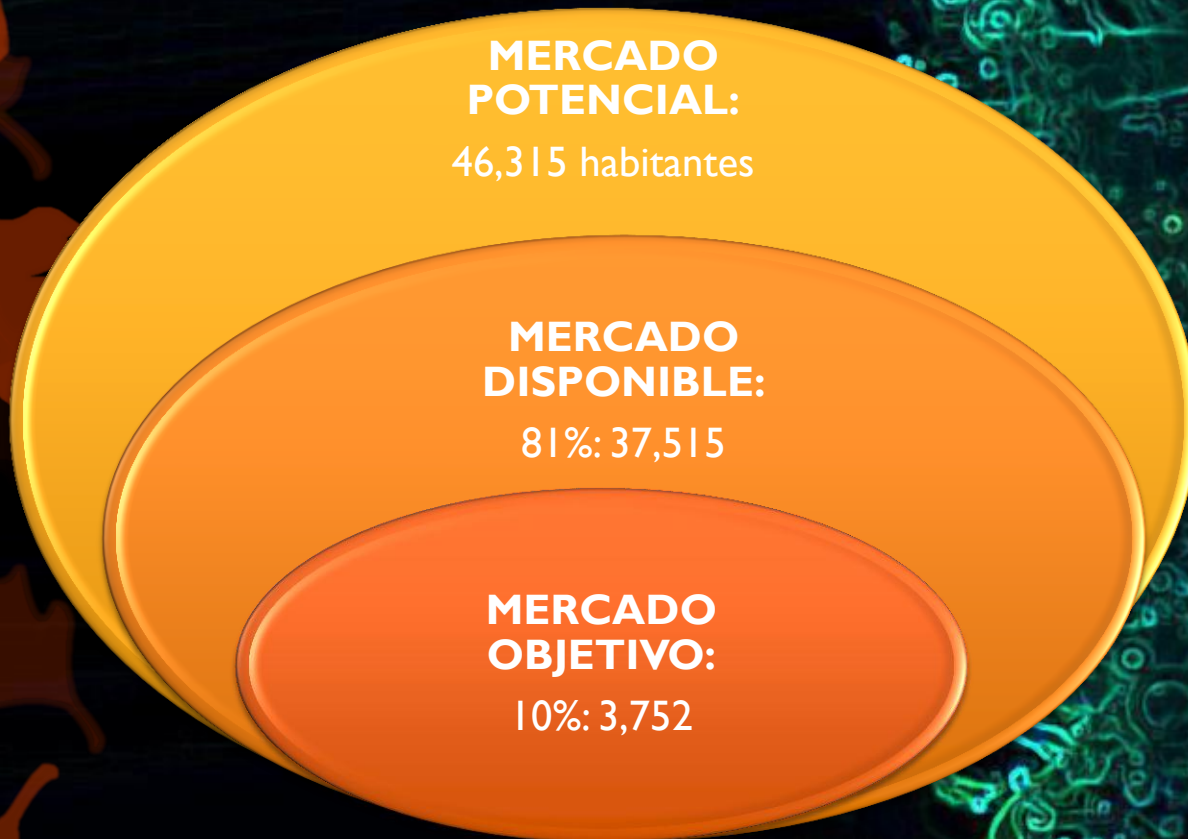 MERCADO
POTENCIAL:
46,315 habitantes
MERCADO
DISPONIBLE:
81%: 37,515
MERCADO
OBJETIVO:
10%: 3,752